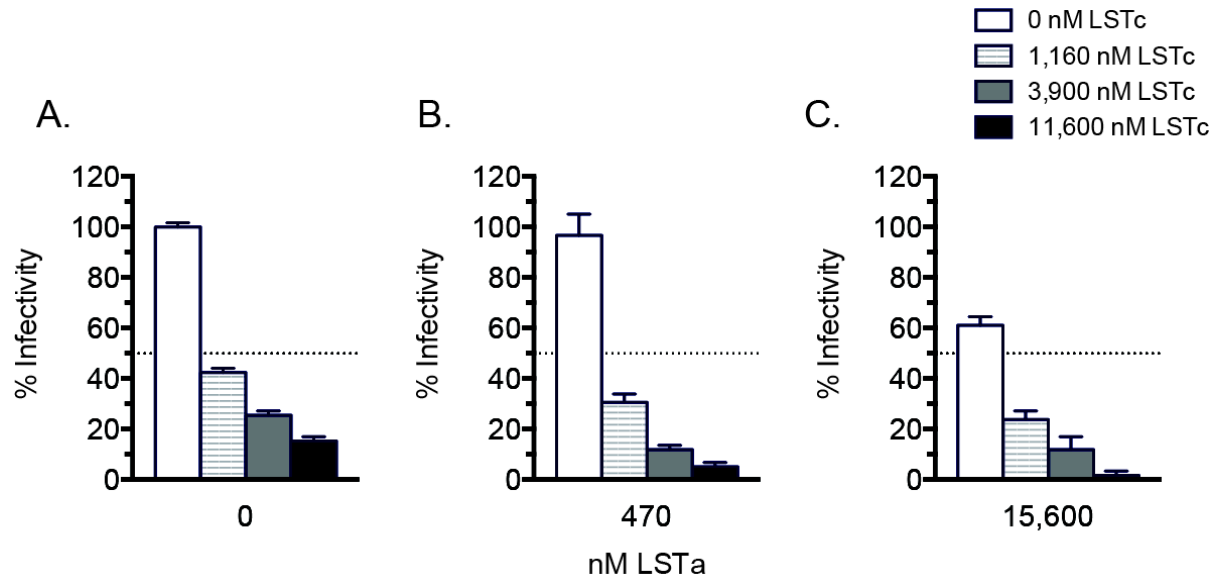 0 nM LSTc
1,160 nM LSTc
3,900 nM LSTc
11,600 nM LSTc
A.
B.
C.
% Infectivity
120
100
80
60
40
20
0
0
% Infectivity
120
100
80
60
40
20
0
470
% Infectivity
120
100
80
60
40
20
0
15,600
nM LSTa